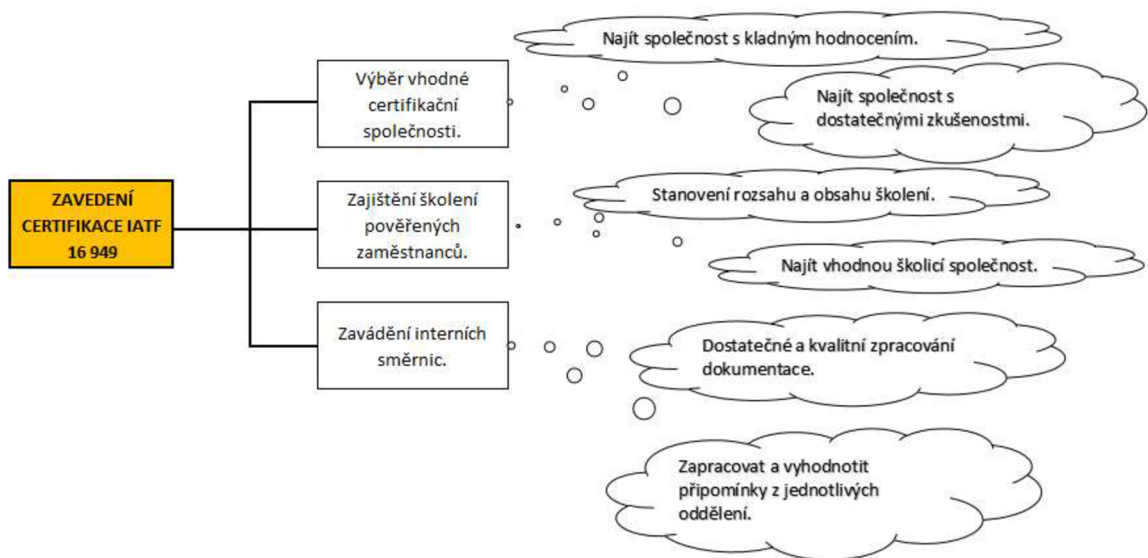 Najít společnost s kladným hodnocením.
Výběr vhodné
certifikační
společnosti.
Najít společnost s
dostatečnými zkušenostmi.
ZAVEDENÍ
CERTIFIKACE IATF
16 949
Zajištění školení
pověřených
zaměstnanců.
Stanovení rozsahu a obsahu školení.
Najít vhodnou školicí společnost.
Zavádění interních
směrnic.
Dostatečné a kvalitní zpracování
dokumentace.
Zapracovat a vyhodnotit
připomínky z jednotlivých
oddělení.